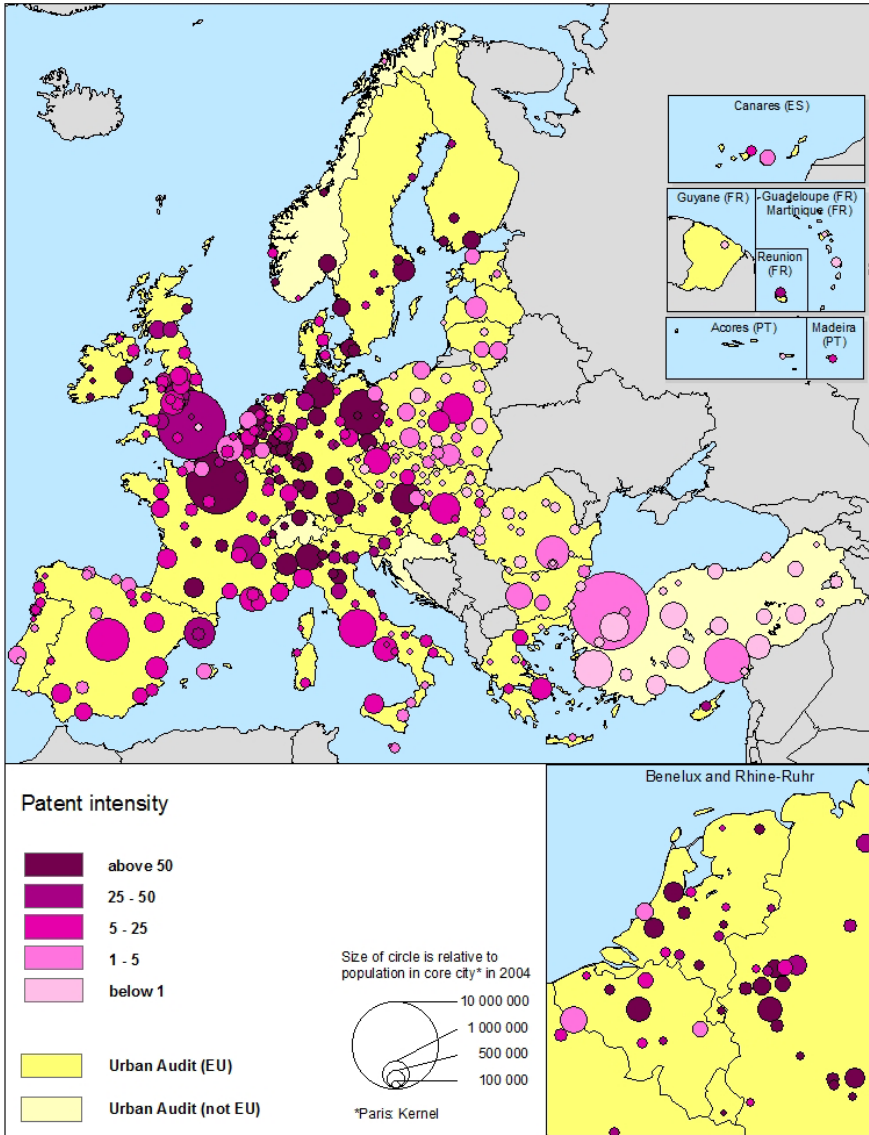 Canares (ES)
Guyane (FR)
Guadeloupe (FR)
Martinique (FR)
Reunion
(FR)
Acores (PT)
Madeira
(PT)
Benelux and Rhine-Ruhr
Patent intensity
above 50
25 - 50
5 - 25
1 - 5
below 1
Urban Audit (EU)
Urban Audit (not EU)
Size of circle is relative to
population in core city* in 2004
10 000 000
1 000 000
500 000
100 000
*Paris: Kernel